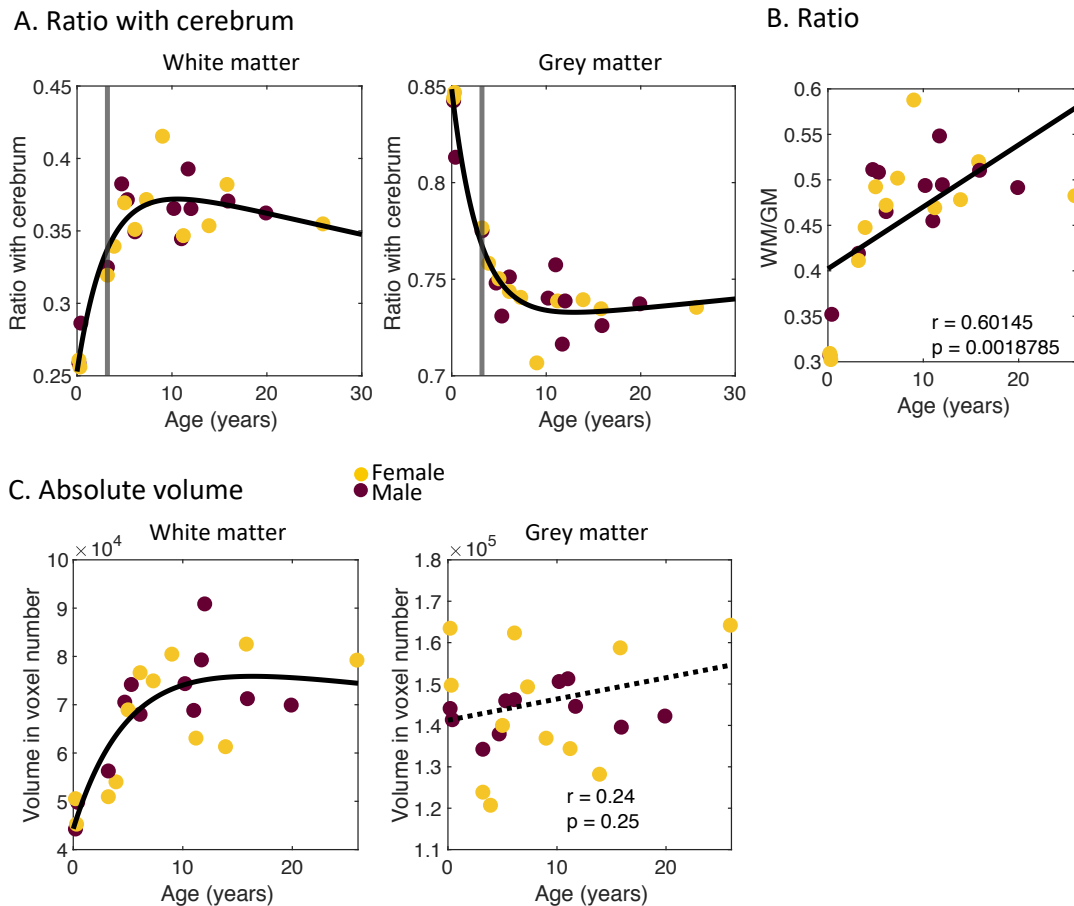 A. Ratio with cerebrum
B. Ratio
White matter
Grey matter
0.45
0.4
0.35
0.3
0.25
Ratio with cerebrum
0
10
20
30
Age (years)
0.85
0.8
0.75
0.7
Ratio with cerebrum
0
10
20
30
Age (years)
0.6
0.55
0.5
0.45
0.4
0.35
0.3
WM/GM
r = 0.60145
p = 0.0018785
0
10
20
Age (years)
Female
Male
C. Absolute volume
White matter
Grey matter
× 10⁴
10
9
8
7
6
5
4
Volume in voxel number
0
10
20
Age (years)
× 10⁵
1.8
1.7
1.6
1.5
1.4
1.3
1.2
1.1
Volume in voxel number
r = 0.24
p = 0.25
0
10
20
Age (years)